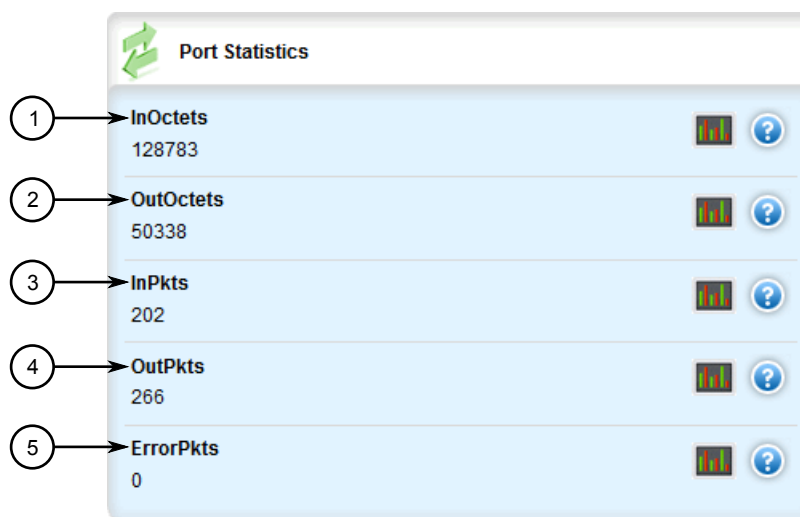 Port Statistics
1 InOctets
128783
2 OutOctets
50338
3 InPkts
202
4 OutPkts
266
5 ErrorPkts
0